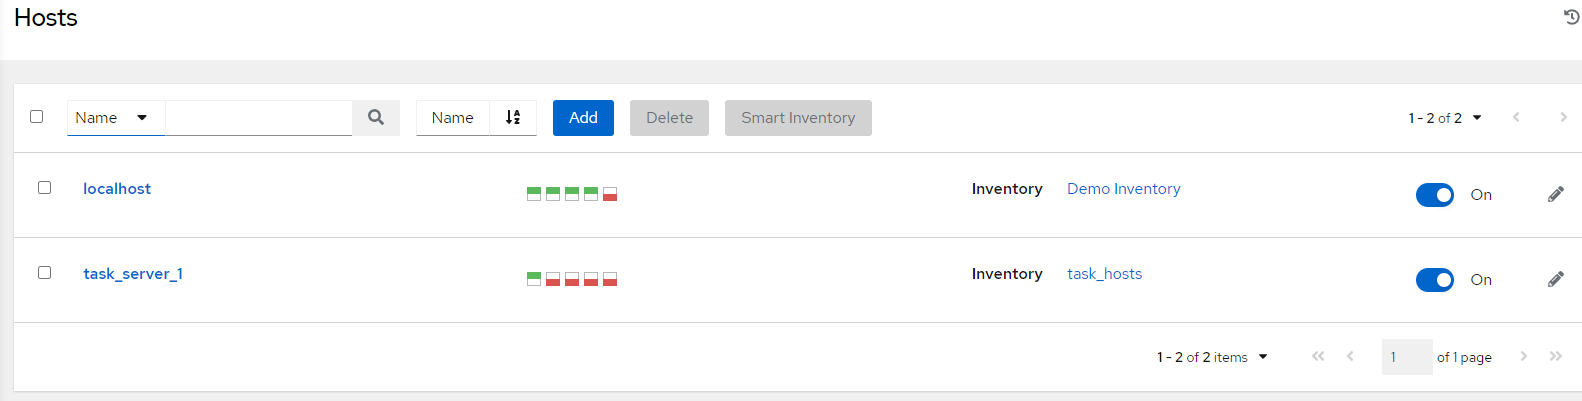 Hosts
Name Name Add Delete Smart Inventory 1 - 2 of 2
localhost Inventory Demo Inventory On
task_server_1 Inventory task_hosts On
1 - 2 of 2 items 1 of 1 page